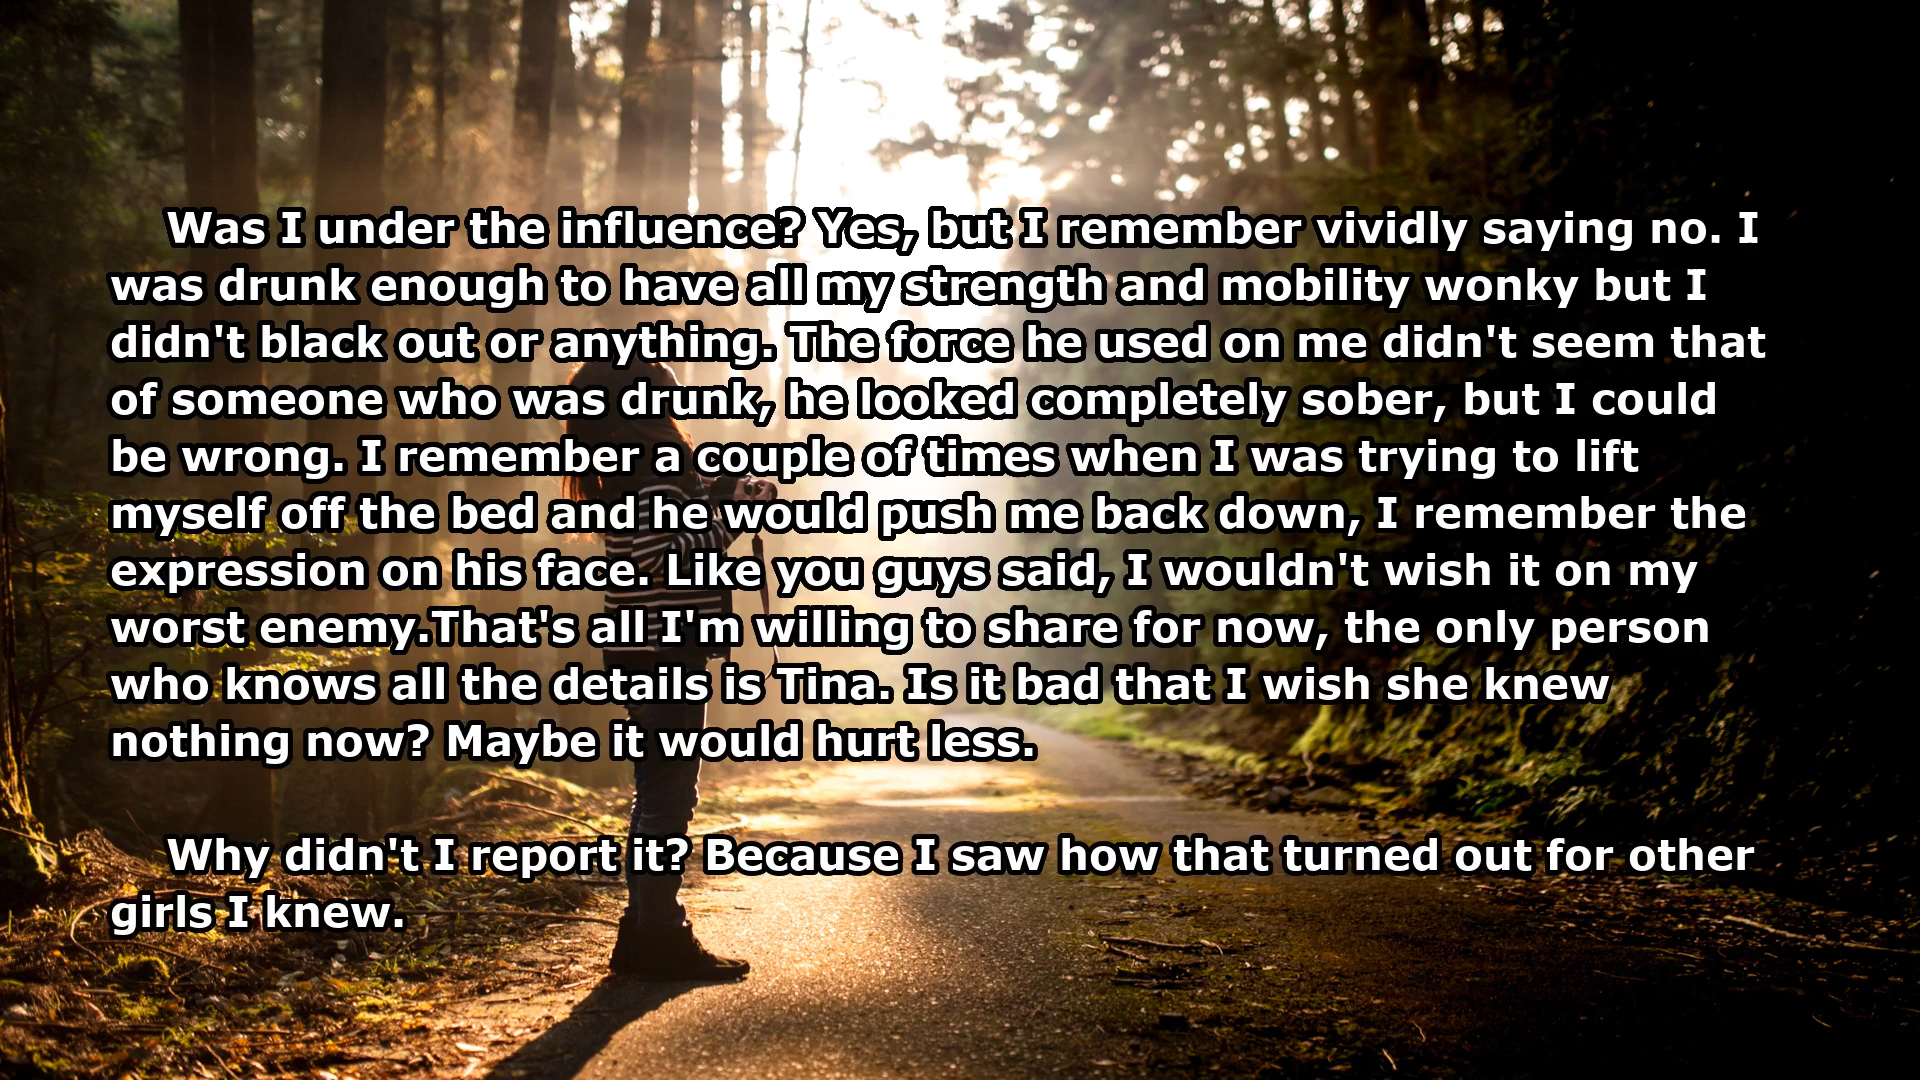 Was I under the influence? Yes, but I remember vividly saying no. I
was drunk enough to have all my strength and mobility wonky but I
didn't black out or anything. The force he used on me didn't seem that
of someone who was drunk, he looked completely sober, but I could
be wrong. I remember a couple of times when I was trying to lift
myself off the bed and he would push me back down, I remember the
expression on his face. Like you guys said, I wouldn't wish it on my
worst enemy.That's all I'm willing to share for now, the only person
who knows all the details is Tina. Is it bad that I wish she knew
nothing now? Maybe it would hurt less.
Why didn't I report it? Because I saw how that turned out for other
girls I knew.